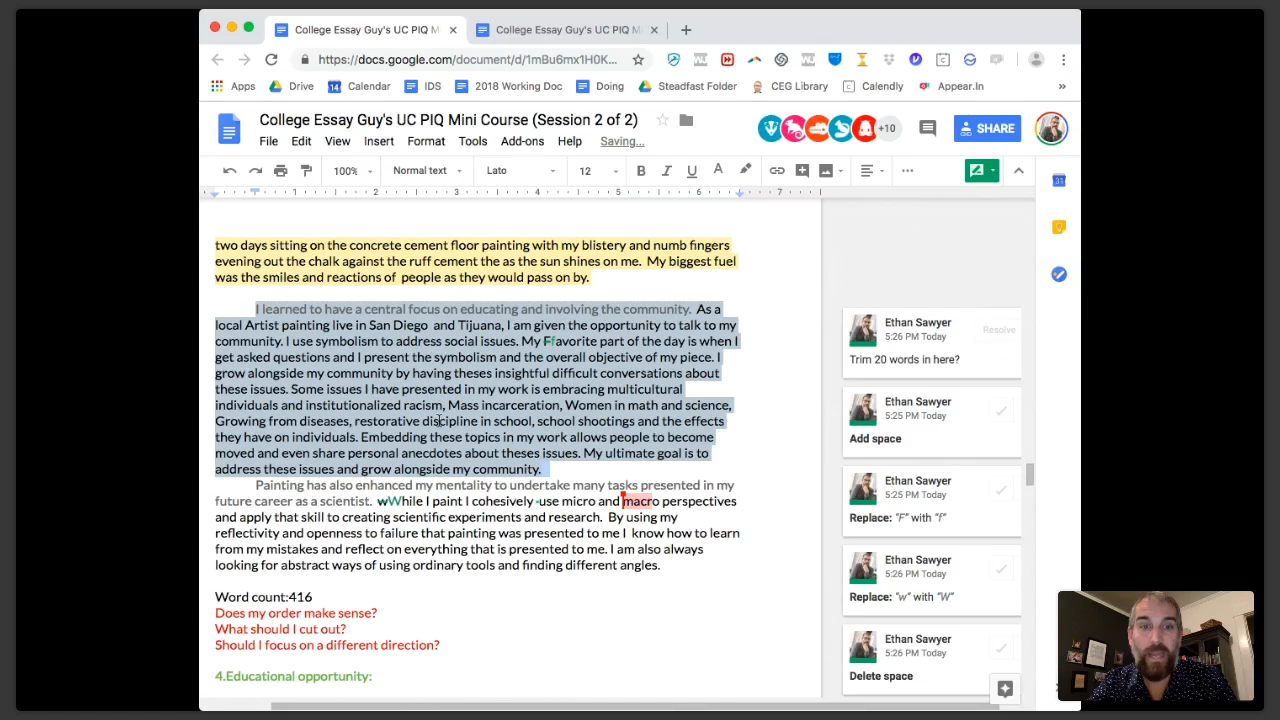 College Essay Guy's UC PIQ M
College Essay Guy's UC PIQ M
https://docs.google.com/document/d/1mBu6mx1H0K...
Apps Drive Calendar IDS 2018 Working Doc Doing Steadfast Folder CEG Library Calendly Appear.In »
College Essay Guy's UC PIQ Mini Course (Session 2 of 2)
+10
SHARE
File Edit View Insert Format Tools Add-ons Help Saving...
100% Normal text Lato 12 B I U A
1 2 3 4 5 6 7
31
two days sitting on the concrete cement floor painting with my blistery and numb fingers
evening out the chalk against the ruff cement the as the sun shines on me. My biggest fuel
was the smiles and reactions of people as they would pass on by.
I learned to have a central focus on educating and involving the community. As a
local Artist painting live in San Diego and Tijuana, I am given the opportunity to talk to my
community. I use symbolism to address social issues. My Ffavorite part of the day is when I
get asked questions and I present the symbolism and the overall objective of my piece. I
grow alongside my community by having theses insightful difficult conversations about
these issues. Some issues I have presented in my work is embracing multicultural
individuals and institutionalized racism, Mass incarceration, Women in math and science,
Growing from diseases, restorative discipline in school, school shootings and the effects
they have on individuals. Embedding these topics in my work allows people to become
moved and even share personal anecdotes about theses issues. My ultimate goal is to
address these issues and grow alongside my community.
Painting has also enhanced my mentality to undertake many tasks presented in my
future career as a scientist. wWhile I paint I cohesively -use micro and macro perspectives
and apply that skill to creating scientific experiments and research. By using my
reflectivity and openness to failure that painting was presented to me I know how to learn
from my mistakes and reflect on everything that is presented to me. I am also always
looking for abstract ways of using ordinary tools and finding different angles.
Word count:416
Does my order make sense?
What should I cut out?
Should I focus on a different direction?
4.Educational opportunity:
Ethan Sawyer
5:26 PM Today
Resolve
Trim 20 words in here?
Ethan Sawyer
5:25 PM Today
Add space
Ethan Sawyer
5:25 PM Today
Replace: "F" with "f"
Ethan Sawyer
5:26 PM Today
Replace: "w" with "W"
Ethan Sawyer
5:26 PM Today
Delete space